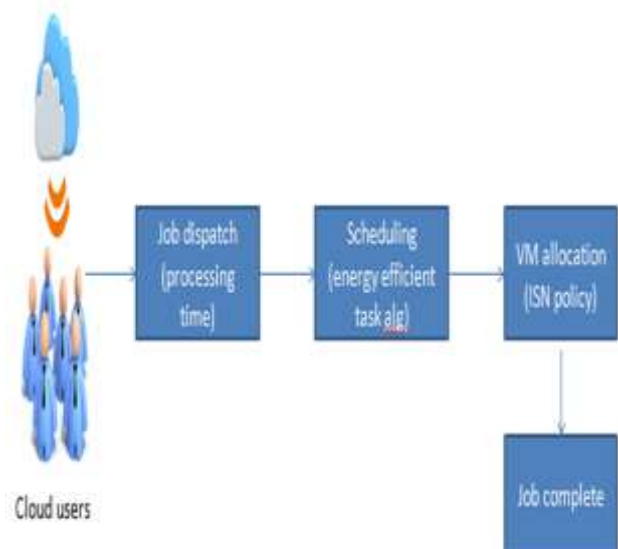 Job dispatch
(processing
time)
Scheduling
(energy efficient
task alg)
VM allocation
(ISN policy)
Job complete
Cloud users